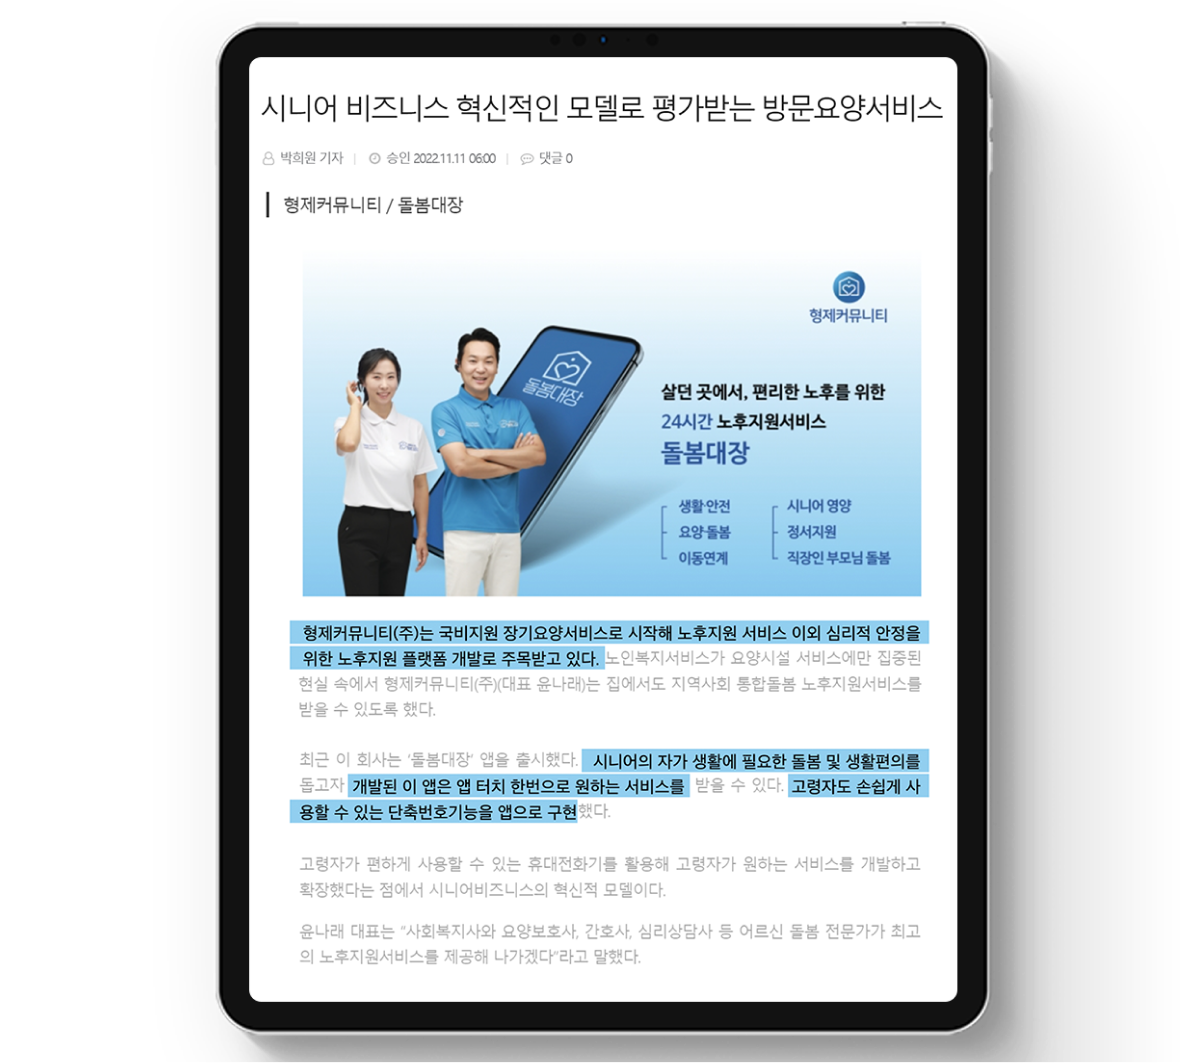 시니어 비즈니스 혁신적인 모델로 평가받는 방문요양서비스
박희원 기자 | 승인 2022.11.11 06:00 | 댓글 0
형제커뮤니티 / 돌봄대장
형제커뮤니티
돌봄대장
살던 곳에서, 편리한 노후를 위한
24시간 노후지원서비스
돌봄대장
생활·안전
요양·돌봄
이동연계
시니어 영양
정서지원
직장인 부모님 돌봄
형제커뮤니티(주)는 국비지원 장기요양서비스로 시작해 노후지원 서비스 이외 심리적 안정을
위한 노후지원 플랫폼 개발로 주목받고 있다. 노인복지서비스가 요양시설 서비스에만 집중된
현실 속에서 형제커뮤니티(주)(대표 윤나래)는 집에서도 지역사회 통합돌봄 노후지원서비스를
받을 수 있도록 했다.
최근 이 회사는 ‘돌봄대장’ 앱을 출시했다. 시니어의 자가 생활에 필요한 돌봄 및 생활편의를
돕고자 개발된 이 앱은 앱 터치 한번으로 원하는 서비스를 받을 수 있다. 고령자도 손쉽게 사
용할 수 있는 단축번호기능을 앱으로 구현했다.
고령자가 편하게 사용할 수 있는 휴대전화기를 활용해 고령자가 원하는 서비스를 개발하고
확장했다는 점에서 시니어비즈니스의 혁신적 모델이다.
윤나래 대표는 “사회복지사와 요양보호사, 간호사, 심리상담사 등 어르신 돌봄 전문가가 최고
의 노후지원서비스를 제공해 나가겠다”라고 말했다.